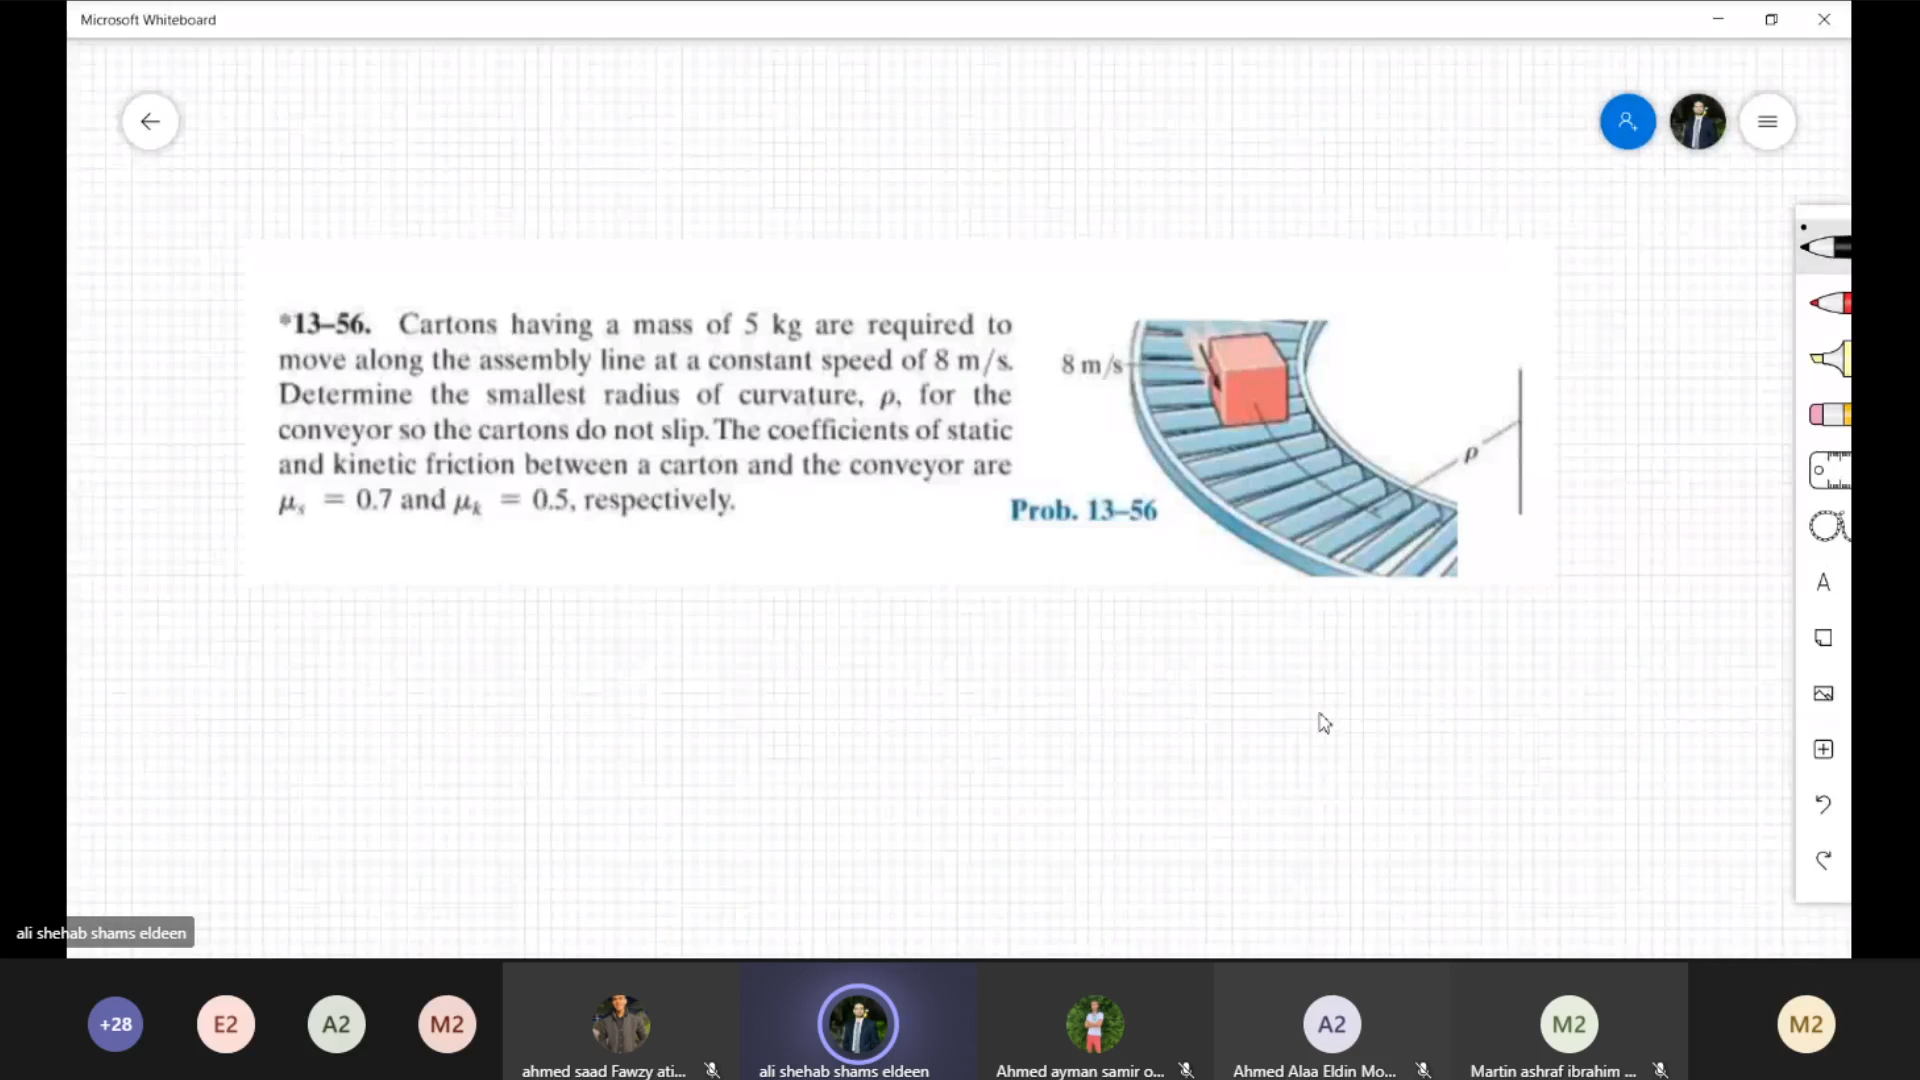 Microsoft Whiteboard
*13–56. Cartons having a mass of 5 kg are required to
move along the assembly line at a constant speed of 8 m/s.
Determine the smallest radius of curvature, ρ, for the
conveyor so the cartons do not slip. The coefficients of static
and kinetic friction between a carton and the conveyor are
μs = 0.7 and μk = 0.5, respectively.
8 m/s
ρ
Prob. 13–56
A
ali shehab shams eldeen
+28
E2
A2
M2
A2
M2
M2
ahmed saad Fawzy ati...
ali shehab shams eldeen
Ahmed ayman samir o...
Ahmed Alaa Eldin Mo...
Martin ashraf ibrahim ...